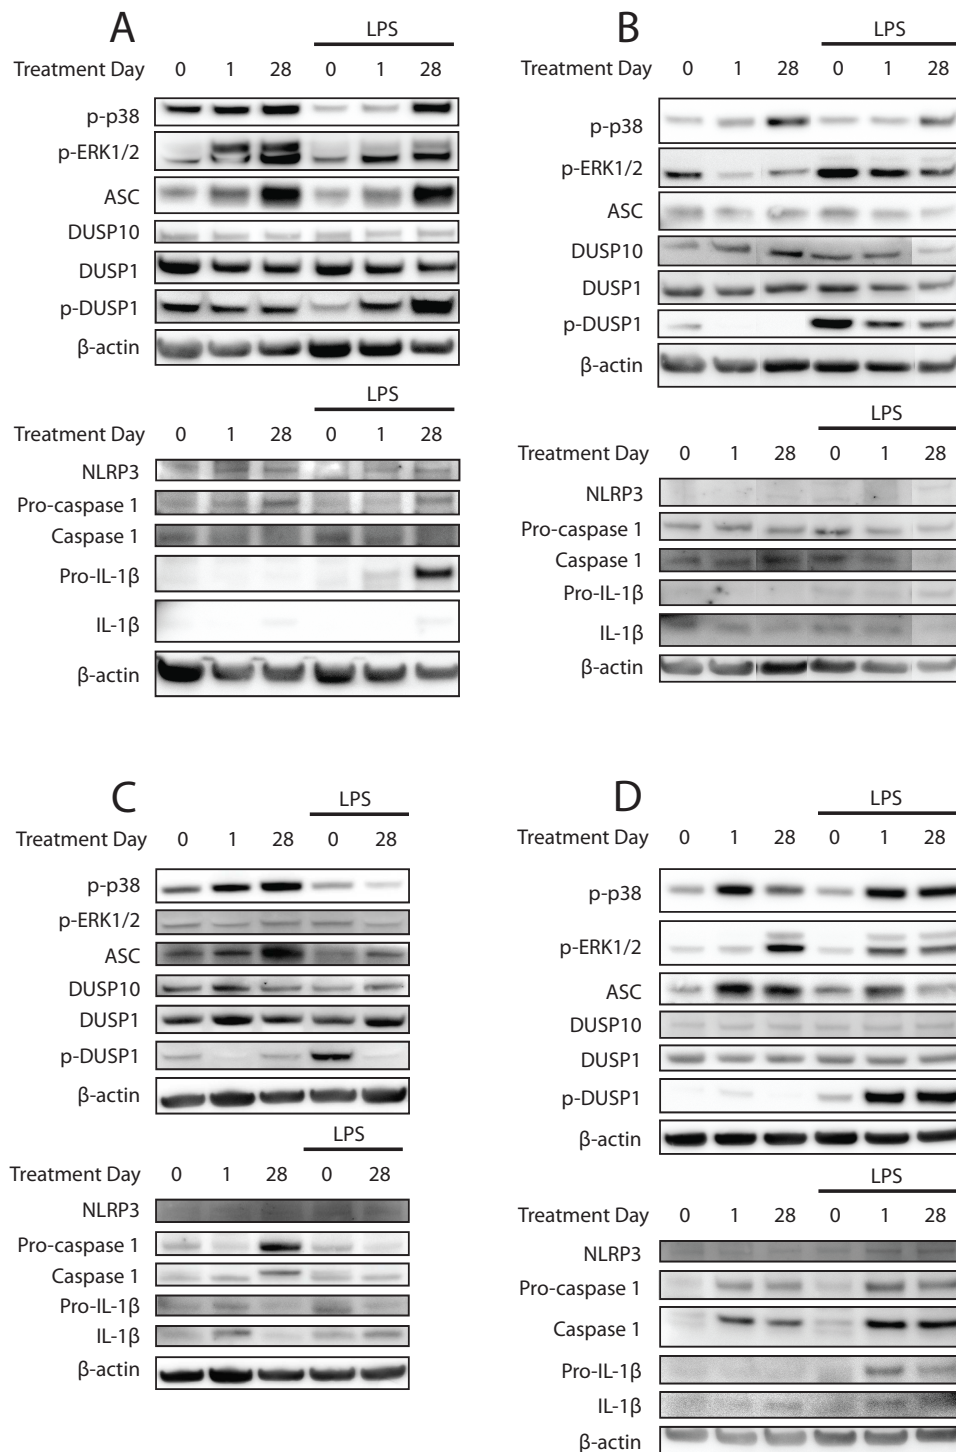 A
LPS
Treatment Day 0 1 28 0 1 28
p-p38
p-ERK1/2
ASC
DUSP10
DUSP1
p-DUSP1
β-actin
LPS
Treatment Day 0 1 28 0 1 28
NLRP3
Pro-caspase 1
Caspase 1
Pro-IL-1β
IL-1β
β-actin
B
LPS
Treatment Day 0 1 28 0 1 28
p-p38
p-ERK1/2
ASC
DUSP10
DUSP1
p-DUSP1
β-actin
LPS
Treatment Day 0 1 28 0 1 28
NLRP3
Pro-caspase 1
Caspase 1
Pro-IL-1β
IL-1β
β-actin
C
LPS
Treatment Day 0 1 28 0 28
p-p38
p-ERK1/2
ASC
DUSP10
DUSP1
p-DUSP1
β-actin
LPS
Treatment Day 0 1 28 0 28
NLRP3
Pro-caspase 1
Caspase 1
Pro-IL-1β
IL-1β
β-actin
D
LPS
Treatment Day 0 1 28 0 1 28
p-p38
p-ERK1/2
ASC
DUSP10
DUSP1
p-DUSP1
β-actin
LPS
Treatment Day 0 1 28 0 1 28
NLRP3
Pro-caspase 1
Caspase 1
Pro-IL-1β
IL-1β
β-actin